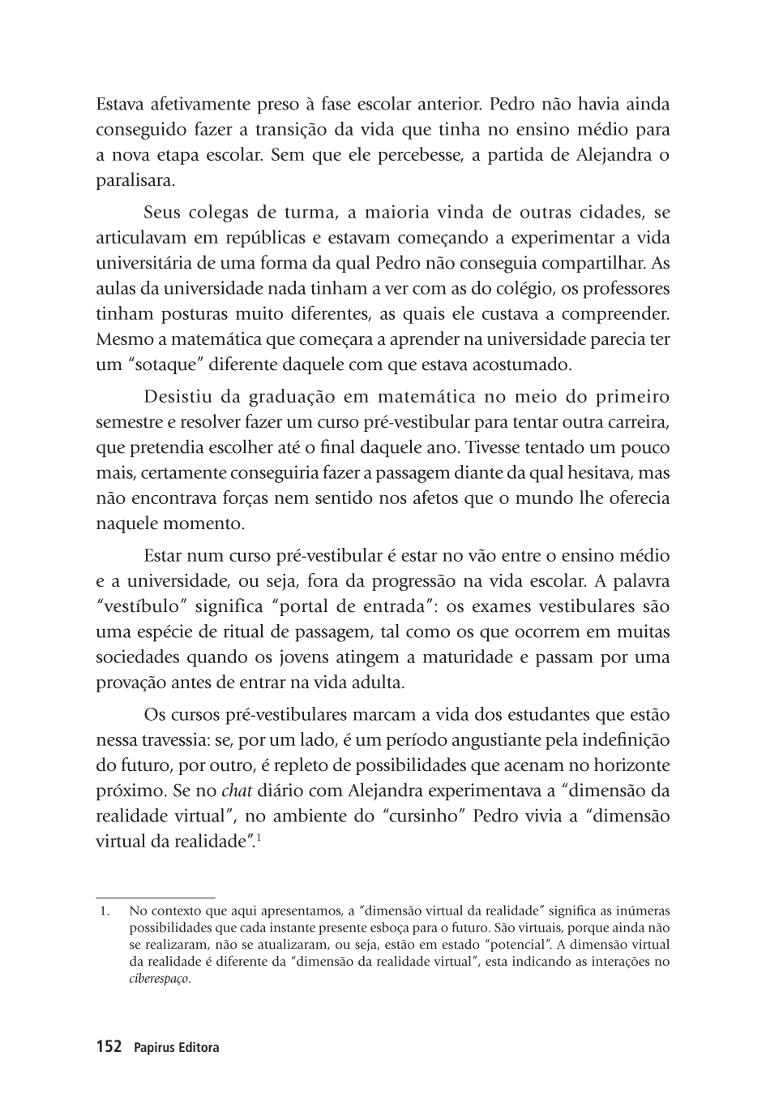 Estava afetivamente preso à fase escolar anterior. Pedro não havia ainda
conseguido fazer a transição da vida que tinha no ensino médio para
a nova etapa escolar. Sem que ele percebesse, a partida de Alejandra o
paralisara.
Seus colegas de turma, a maioria vinda de outras cidades, se
articulavam em repúblicas e estavam começando a experimentar a vida
universitária de uma forma da qual Pedro não conseguia compartilhar. As
aulas da universidade nada tinham a ver com as do colégio, os professores
tinham posturas muito diferentes, as quais ele custava a compreender.
Mesmo a matemática que começara a aprender na universidade parecia ter
um “sotaque” diferente daquele com que estava acostumado.
Desistiu da graduação em matemática no meio do primeiro
semestre e resolver fazer um curso pré-vestibular para tentar outra carreira,
que pretendia escolher até o final daquele ano. Tivesse tentado um pouco
mais, certamente conseguiria fazer a passagem diante da qual hesitava, mas
não encontrava forças nem sentido nos afetos que o mundo lhe oferecia
naquele momento.
Estar num curso pré-vestibular é estar no vão entre o ensino médio
e a universidade, ou seja, fora da progressão na vida escolar. A palavra
“vestíbulo” significa “portal de entrada”: os exames vestibulares são
uma espécie de ritual de passagem, tal como os que ocorrem em muitas
sociedades quando os jovens atingem a maturidade e passam por uma
provação antes de entrar na vida adulta.
Os cursos pré-vestibulares marcam a vida dos estudantes que estão
nessa travessia: se, por um lado, é um período angustiante pela indefinição
do futuro, por outro, é repleto de possibilidades que acenam no horizonte
próximo. Se no chat diário com Alejandra experimentava a “dimensão da
realidade virtual”, no ambiente do “cursinho” Pedro vivia a “dimensão
virtual da realidade”.1
1. No contexto que aqui apresentamos, a “dimensão virtual da realidade” significa as inúmeras
possibilidades que cada instante presente esboça para o futuro. São virtuais, porque ainda não
se realizaram, não se atualizaram, ou seja, estão em estado “potencial”. A dimensão virtual
da realidade é diferente da “dimensão da realidade virtual”, esta indicando as interações no
ciberespaço.
152 Papirus Editora